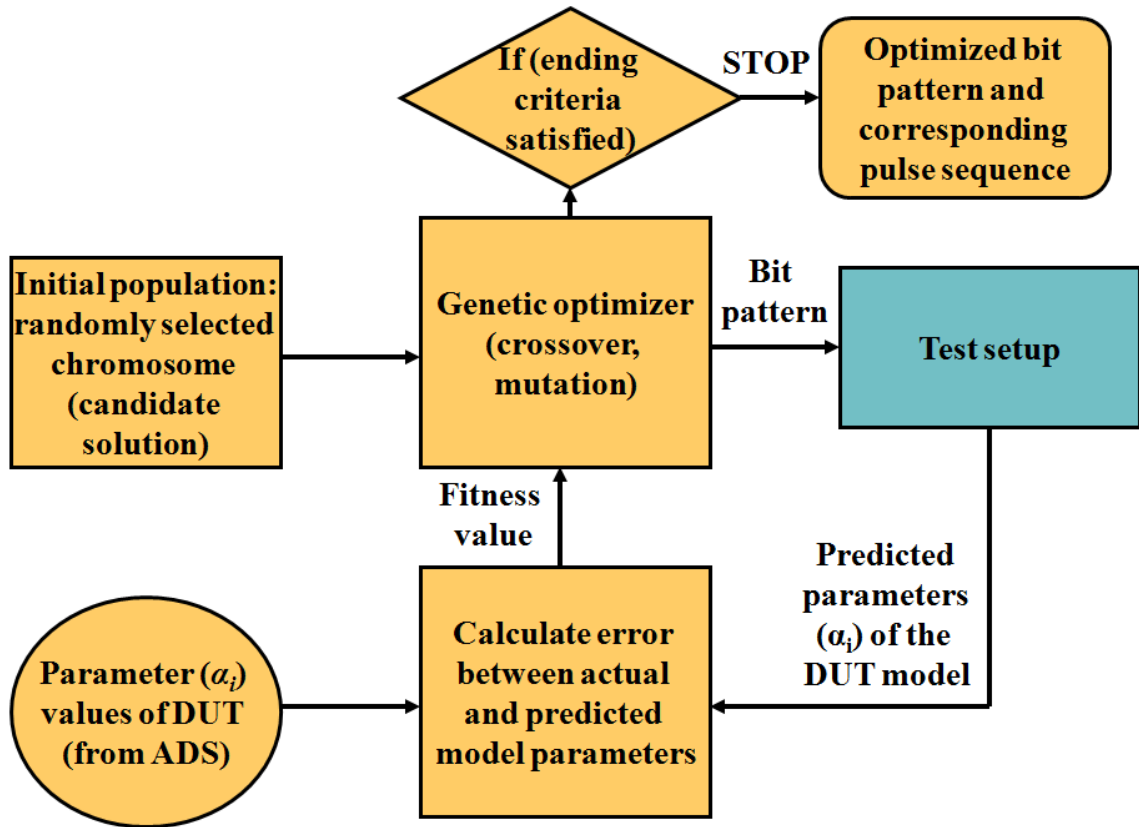 If (ending
criteria
satisfied)
STOP
Optimized bit
pattern and
corresponding
pulse sequence
Initial population:
randomly selected
chromosome
(candidate
solution)
Genetic optimizer
(crossover,
mutation)
Bit
pattern
Test setup
Fitness
value
Predicted
parameters
(αi) of the
DUT model
Parameter (αi)
values of DUT
(from ADS)
Calculate error
between actual
and predicted
model parameters